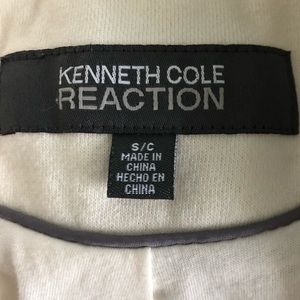 KENNETH COLE
REACTION
S/C
MADE IN
CHINA
HECHO EN
CHINA